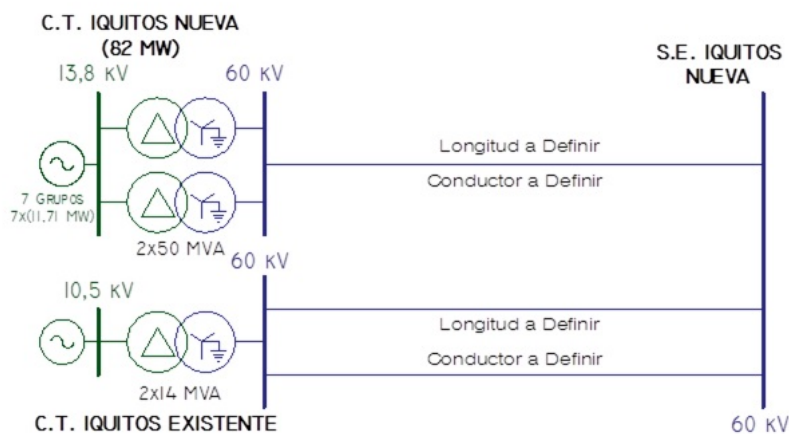 C.T. IQUITOS NUEVA
(82 MW)
S.E. IQUITOS
NUEVA
13,8 kV
60 kV
Longitud a Definir
Conductor a Definir
7 GRUPOS
7x(11.71 MW)
2x50 MVA
60 kV
10,5 kV
Longitud a Definir
Conductor a Definir
2x14 MVA
C.T. IQUITOS EXISTENTE
60 kV